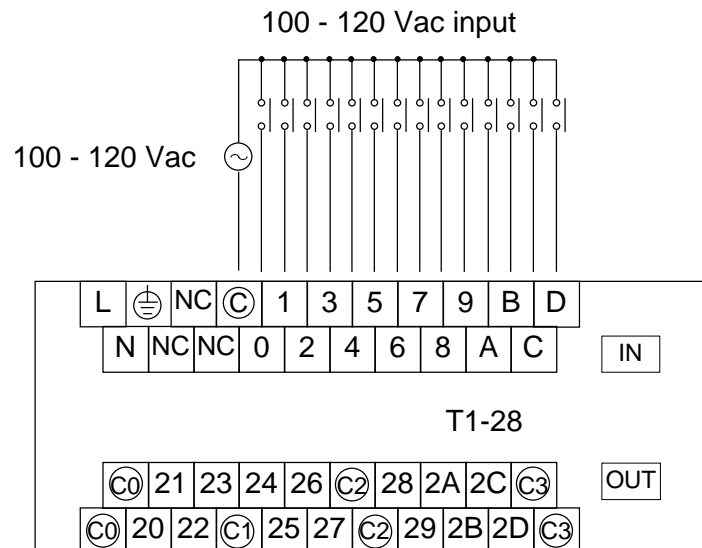 100 - 120 Vac input
100 - 120 Vac
L NC C 1 3 5 7 9 B D
N NC NC 0 2 4 6 8 A C
IN
T1-28
C0 21 23 24 26 C2 28 2A 2C C3
OUT
C0 20 22 C1 25 27 C2 29 2B 2D C3